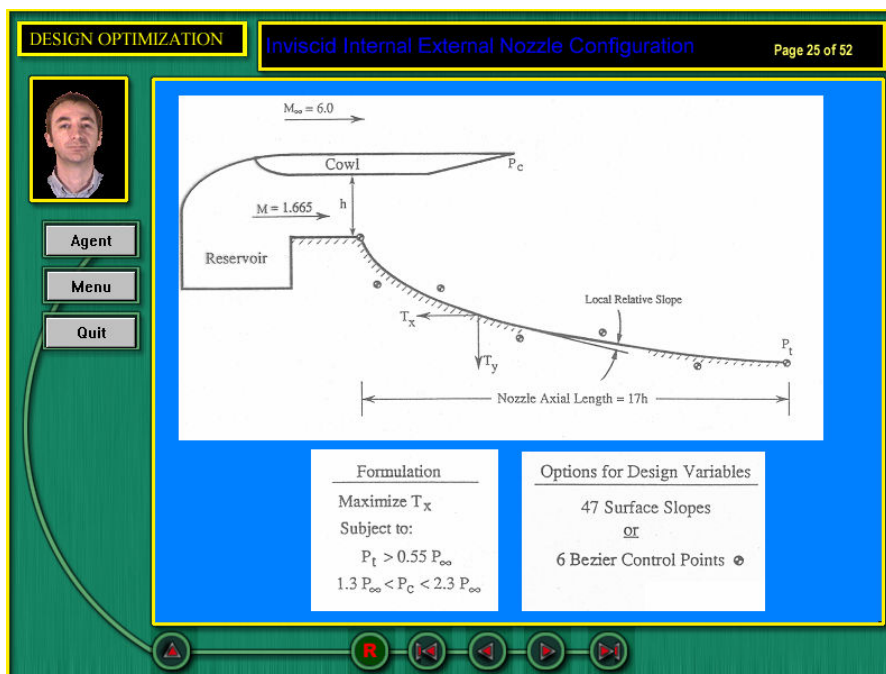 DESIGN OPTIMIZATION
Inviscid Internal External Nozzle Configuration
Page 25 of 52
Agent
Menu
Quit
M∞ = 6.0
Cowl
Pc
h
M = 1.665
Reservoir
Local Relative Slope
Tx
Ty
Pt
Nozzle Axial Length = 17h
Formulation
Maximize Tx
Subject to:
Pt > 0.55 P∞
1.3 P∞ < Pc < 2.3 P∞
Options for Design Variables
47 Surface Slopes
or
6 Bezier Control Points
R